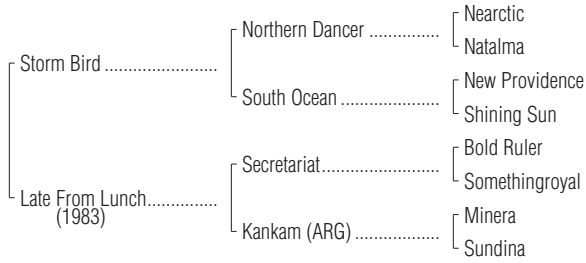 Nearctic
Northern Dancer ................
Natalma
Storm Bird .......................
New Providence
South Ocean ......................
Shining Sun
Bold Ruler
Secretariat..........................
Somethingroyal
Late From Lunch..............
(1983)
Minera
Kankam (ARG) ..................
Sundina